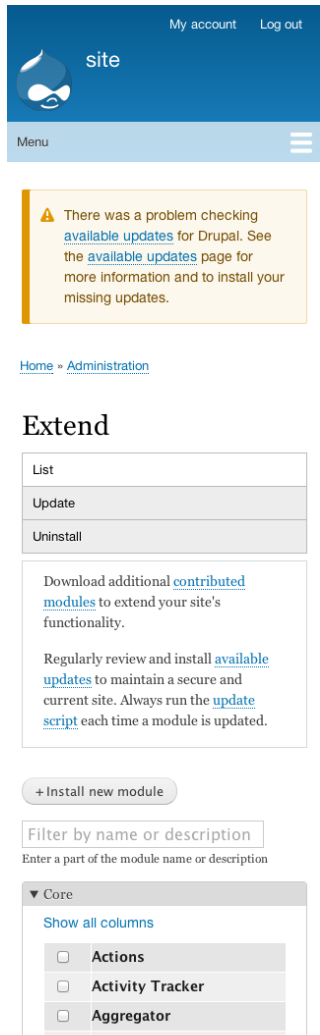 My account Log out
site
Menu
There was a problem checking
available updates for Drupal. See
the available updates page for
more information and to install your
missing updates.
Home » Administration
Extend
List
Update
Uninstall
Download additional contributed
modules to extend your site's
functionality.
Regularly review and install available
updates to maintain a secure and
current site. Always run the update
script each time a module is updated.
+ Install new module
Filter by name or description
Enter a part of the module name or description
▼ Core
Show all columns
Actions
Activity Tracker
Aggregator